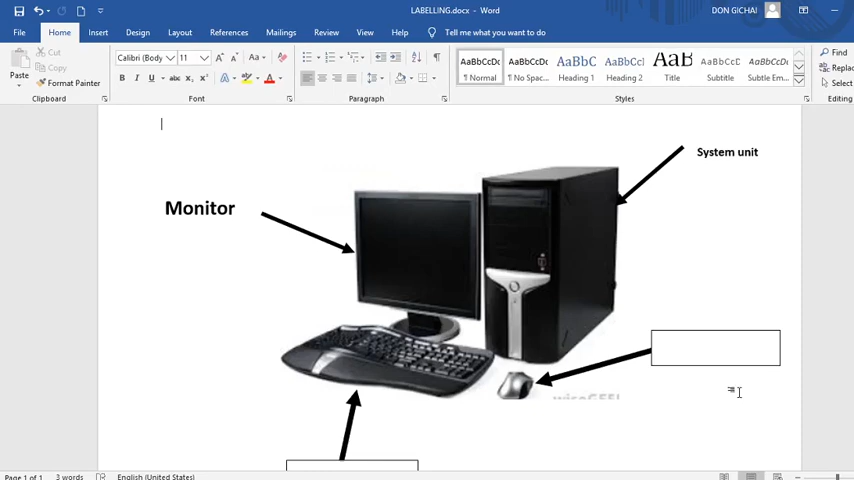 LABELLING.docx - Word
DON GICHAI
File Home Insert Design Layout References Mailings Review View Help Tell me what you want to do
Paste
Cut
Copy
Format Painter
Clipboard
Calibri (Body 11
Font
Paragraph
AaBbCcDc AaBbCcDc AaBbC AaBbCcI AaB AaBbCcD AaBbCcDc
¶ Normal ¶ No Spac... Heading 1 Heading 2 Title Subtitle Subtle Em...
Styles
Find
Replac
Select
Editing
System unit
Monitor
Page 1 of 1 3 words English (United States)